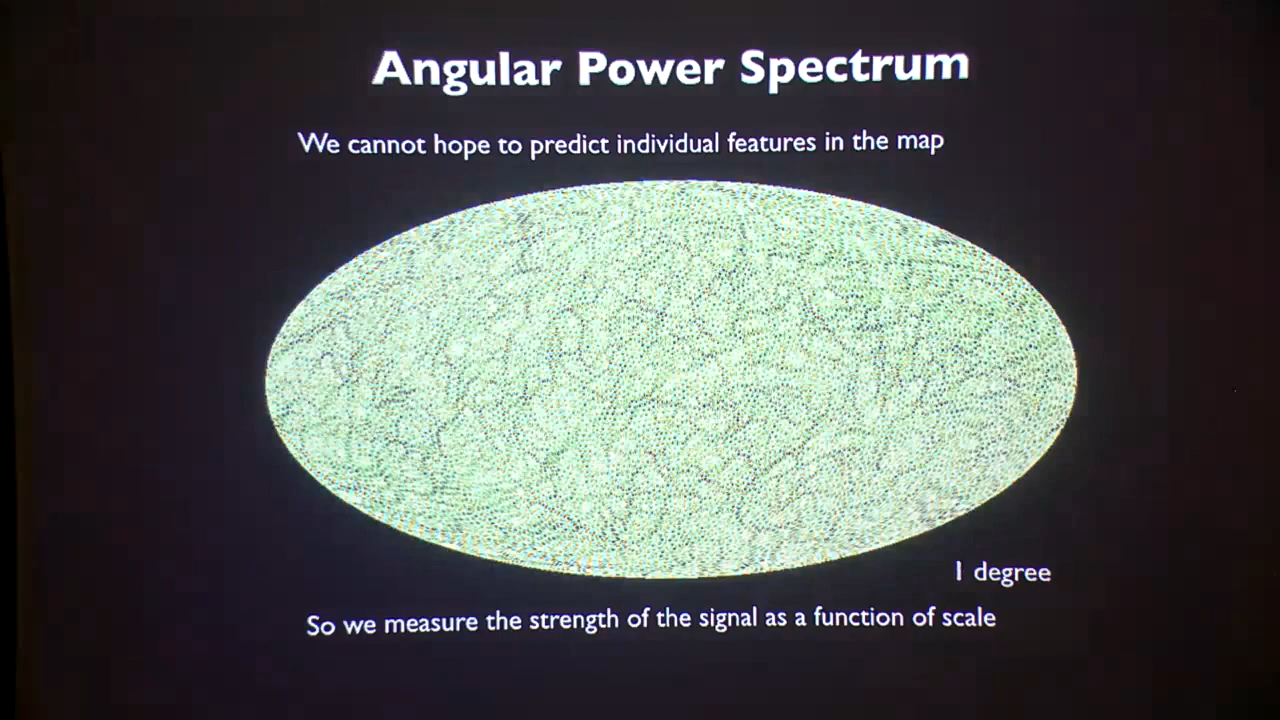 Angular Power Spectrum
We cannot hope to predict individual features in the map
1 degree
So we measure the strength of the signal as a function of scale